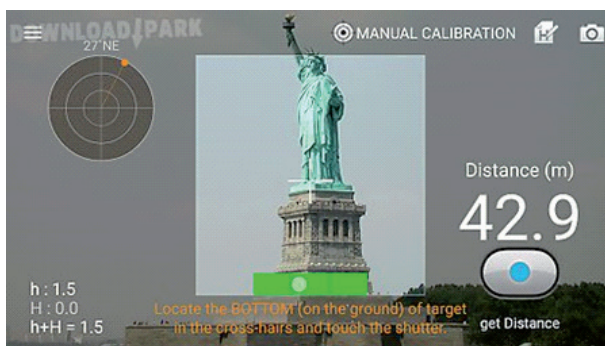 DOWNLOAD PARK
27°NE
MANUAL CALIBRATION
Distance (m)
42.9
get Distance
h : 1.5
H : 0.0
h+H = 1.5
Locate the BOTTOM (on the ground) of target
in the cross-hairs and touch the shutter.